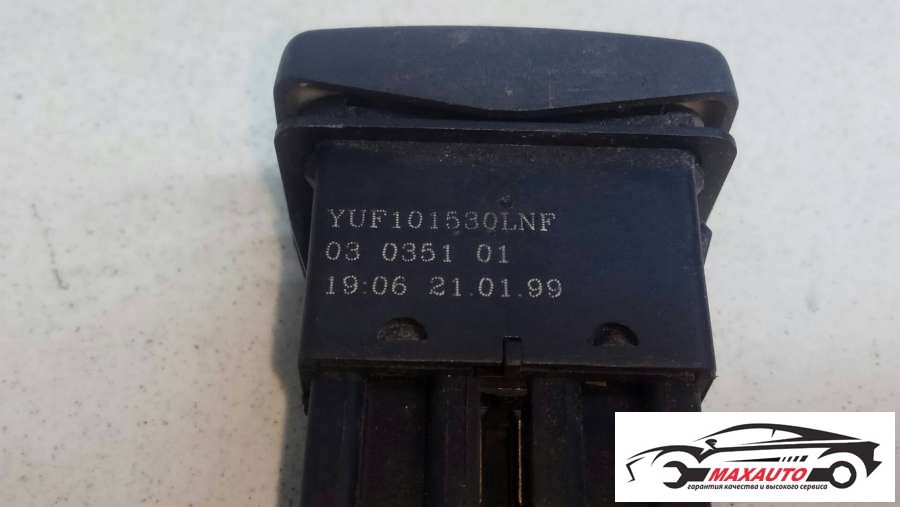 YUF101530LNF
03 0351 01
19:06 21.01.99
MAXAUTO
гарантия качества и высокого сервиса